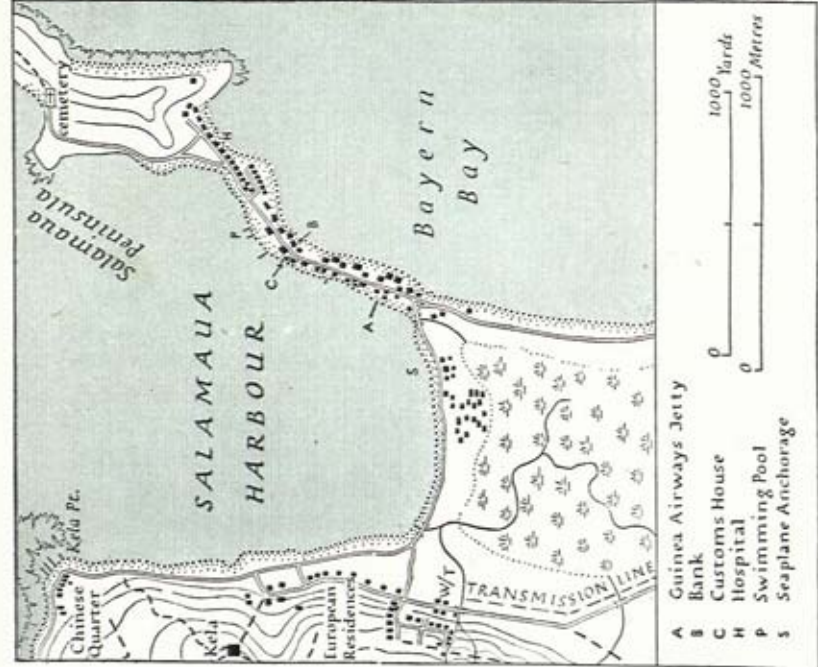 cemetery
Salamaua
Peninsula
H
P
B
C
A
S
SALAMAUA
HARBOUR
Bayern
Bay
Kela Pt.
Chinese
Quarter
Kela
European
Residences
W/T
TRANSMISSION LINE
A Guinea Airways Jetty
B Bank
C Customs House
H Hospital
P Swimming Pool
S Seaplane Anchorage
0 1000 Yards
0 1000 Metres